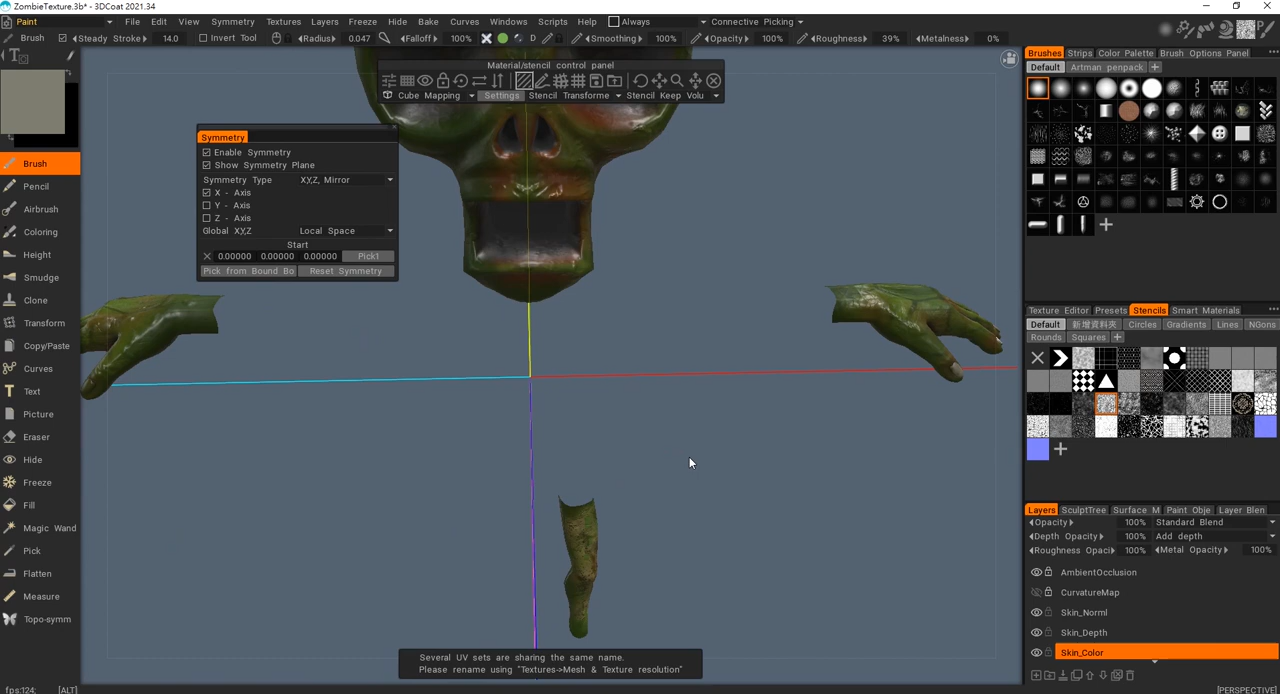 ZombieTexture.3b* - 3DCoat 2021.34
Paint File Edit View Symmetry Textures Layers Freeze Hide Bake Curves Windows Scripts Help Always Connective Picking
Brush Steady Stroke 14.0 Invert Tool Radius 0.047 Falloff 100% D Smoothing 100% Opacity 100% Roughness 39% Metalness 0%
Material/stencil control panel
Cube Mapping Settings Stencil Transforme Stencil Keep Volu
Symmetry
Enable Symmetry
Show Symmetry Plane
Symmetry Type X,Y,Z, Mirror
X - Axis
Y - Axis
Z - Axis
Global X,Y,Z Local Space
Start
0.00000 0.00000 0.00000 Pick1
Pick from Bound Bo Reset Symmetry
Brush
Pencil
Airbrush
Coloring
Height
Smudge
Clone
Transform
Copy/Paste
Curves
Text
Picture
Eraser
Hide
Freeze
Fill
Magic Wand
Pick
Flatten
Measure
Topo-symm
Brushes Strips Color Palette Brush Options Panel
Default Artman penpack
Texture Editor Presets Stencils Smart Materials
Default 新增資料夾 Circles Gradients Lines NGons
Rounds Squares
Layers SculptTree Surface M Paint Obje Layer Blen
Opacity 100% Standard Blend
Depth Opacity 100% Add depth
Roughness Opaci 100% Metal Opacity 100%
AmbientOcclusion
CurvatureMap
Skin_Norml
Skin_Depth
Skin_Color
Several UV sets are sharing the same name.
Please rename using "Textures->Mesh & Texture resolution"
fps:124; [ALT] [PERSPECTIVE]